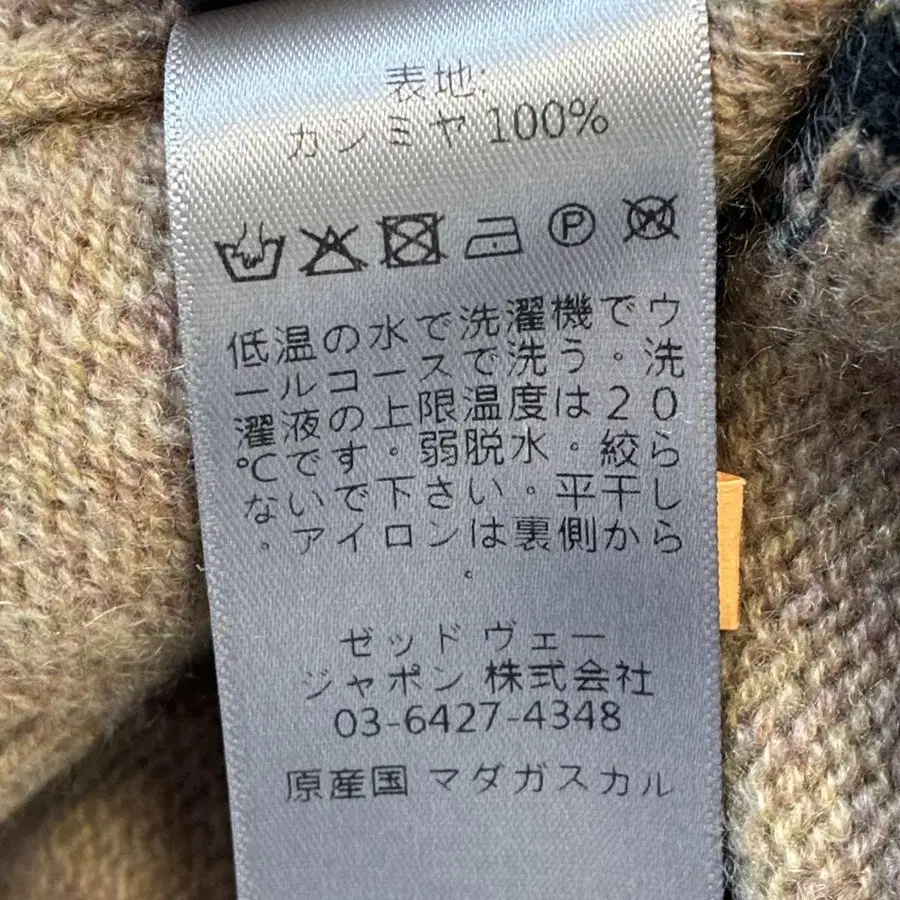 表地:
カシミヤ 100%
P
W
低温の水で洗濯機でウ
ールコースで洗う。洗
濯液の上限温度は20
℃です。弱脱水。絞ら
ないで下さい。平干し
。アイロンは裏側から
。
ゼッド ヴェー
ジャポン 株式会社
03-6427-4348
原産国 マダガスカル